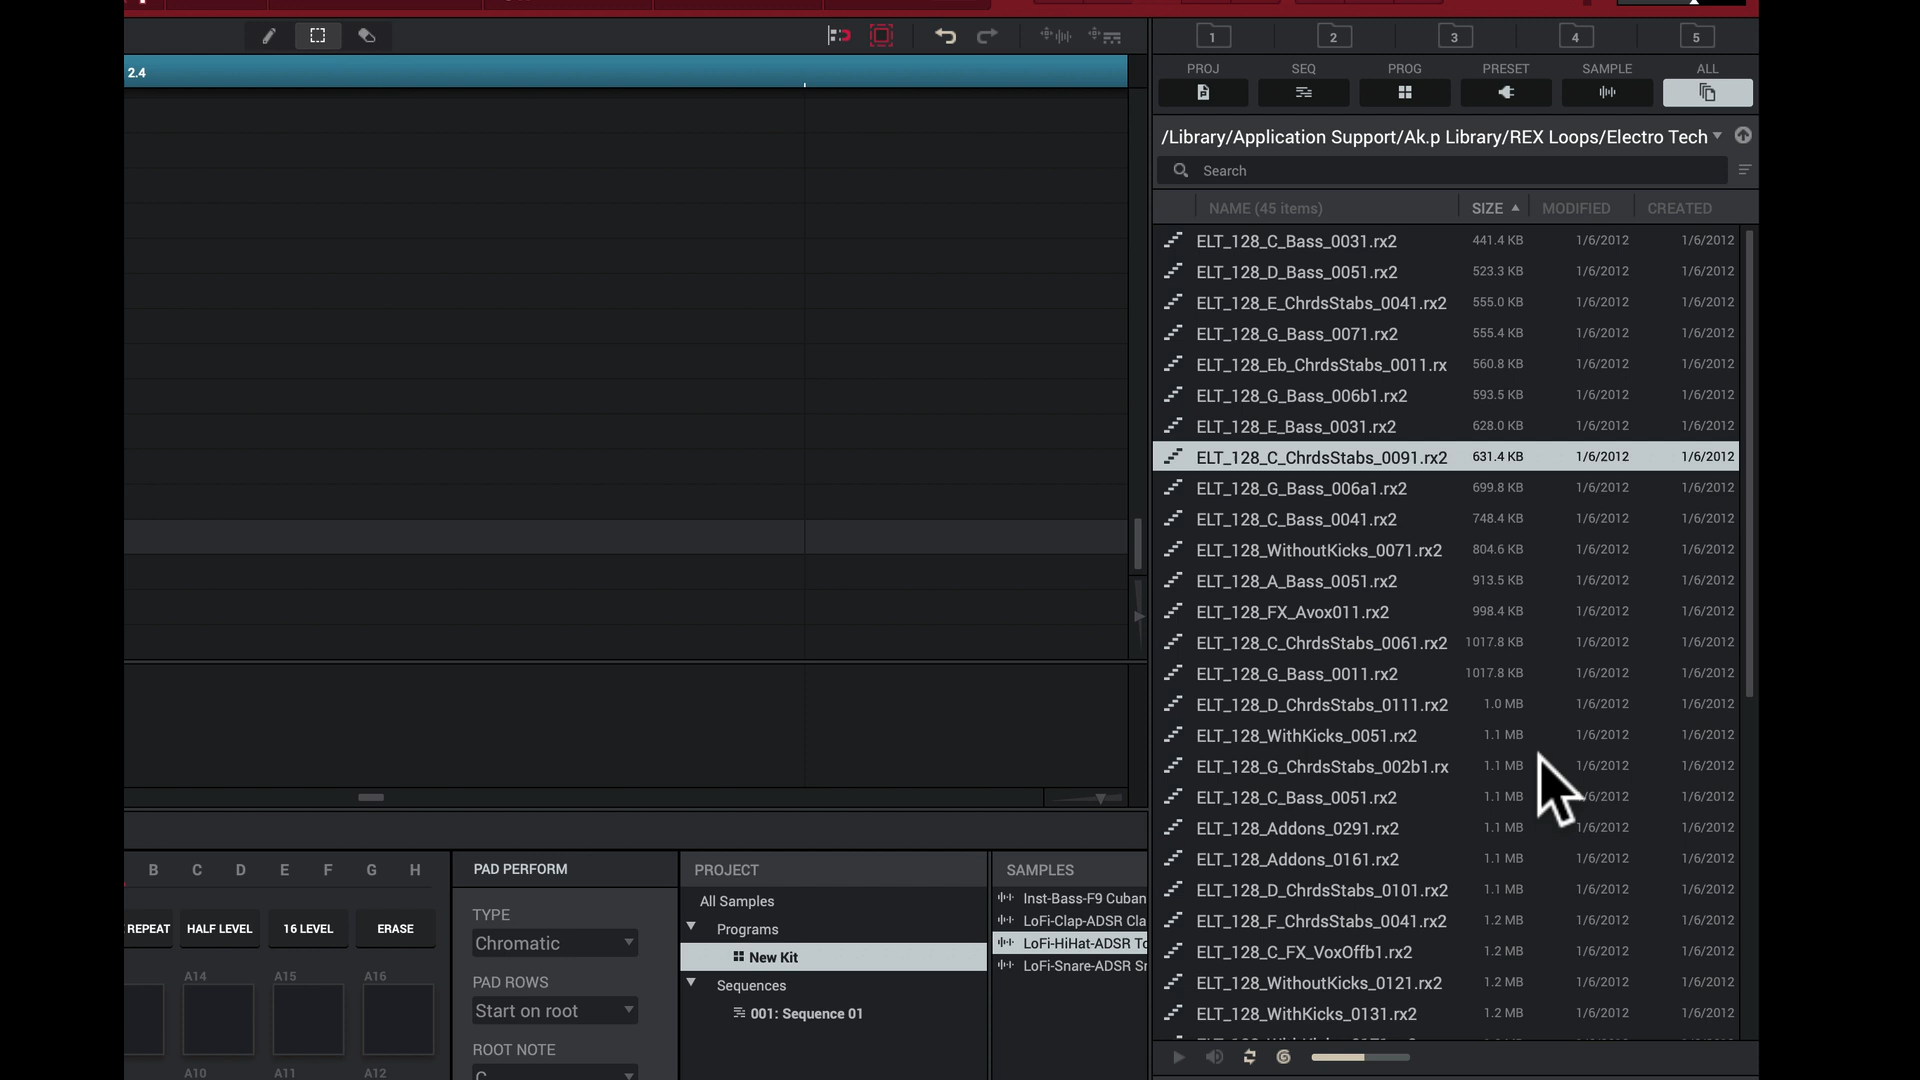 1 2 3 4 5
2.4
PROJ SEQ PROG PRESET SAMPLE ALL
/Library/Application Support/Ak.p Library/REX Loops/Electro Tech
Search
NAME (45 items) SIZE MODIFIED CREATED
ELT_128_C_Bass_0031.rx2 441.4 KB 1/6/2012 1/6/2012
ELT_128_D_Bass_0051.rx2 523.3 KB 1/6/2012 1/6/2012
ELT_128_E_ChrdsStabs_0041.rx2 555.0 KB 1/6/2012 1/6/2012
ELT_128_G_Bass_0071.rx2 555.4 KB 1/6/2012 1/6/2012
ELT_128_Eb_ChrdsStabs_0011.rx 560.8 KB 1/6/2012 1/6/2012
ELT_128_G_Bass_006b1.rx2 593.5 KB 1/6/2012 1/6/2012
ELT_128_E_Bass_0031.rx2 628.0 KB 1/6/2012 1/6/2012
ELT_128_C_ChrdsStabs_0091.rx2 631.4 KB 1/6/2012 1/6/2012
ELT_128_G_Bass_006a1.rx2 699.8 KB 1/6/2012 1/6/2012
ELT_128_C_Bass_0041.rx2 748.4 KB 1/6/2012 1/6/2012
ELT_128_WithoutKicks_0071.rx2 804.6 KB 1/6/2012 1/6/2012
ELT_128_A_Bass_0051.rx2 913.5 KB 1/6/2012 1/6/2012
ELT_128_FX_Avox011.rx2 998.4 KB 1/6/2012 1/6/2012
ELT_128_C_ChrdsStabs_0061.rx2 1017.8 KB 1/6/2012 1/6/2012
ELT_128_G_Bass_0011.rx2 1017.8 KB 1/6/2012 1/6/2012
ELT_128_D_ChrdsStabs_0111.rx2 1.0 MB 1/6/2012 1/6/2012
ELT_128_WithKicks_0051.rx2 1.1 MB 1/6/2012 1/6/2012
ELT_128_G_ChrdsStabs_002b1.rx 1.1 MB 1/6/2012 1/6/2012
ELT_128_C_Bass_0051.rx2 1.1 MB /6/2012 1/6/2012
ELT_128_Addons_0291.rx2 1.1 MB 1/6/2012 1/6/2012
ELT_128_Addons_0161.rx2 1.1 MB 1/6/2012 1/6/2012
ELT_128_D_ChrdsStabs_0101.rx2 1.1 MB 1/6/2012 1/6/2012
ELT_128_F_ChrdsStabs_0041.rx2 1.2 MB 1/6/2012 1/6/2012
ELT_128_C_FX_VoxOffb1.rx2 1.2 MB 1/6/2012 1/6/2012
ELT_128_WithoutKicks_0121.rx2 1.2 MB 1/6/2012 1/6/2012
ELT_128_WithKicks_0131.rx2 1.2 MB 1/6/2012 1/6/2012
B C D E F G H
REPEAT HALF LEVEL 16 LEVEL ERASE
A14 A15 A16
A10 A11 A12
PAD PERFORM
TYPE
Chromatic
PAD ROWS
Start on root
ROOT NOTE
C
PROJECT
All Samples
Programs
New Kit
Sequences
001: Sequence 01
SAMPLES
Inst-Bass-F9 Cuban
LoFi-Clap-ADSR Cla
LoFi-HiHat-ADSR To
LoFi-Snare-ADSR Sn